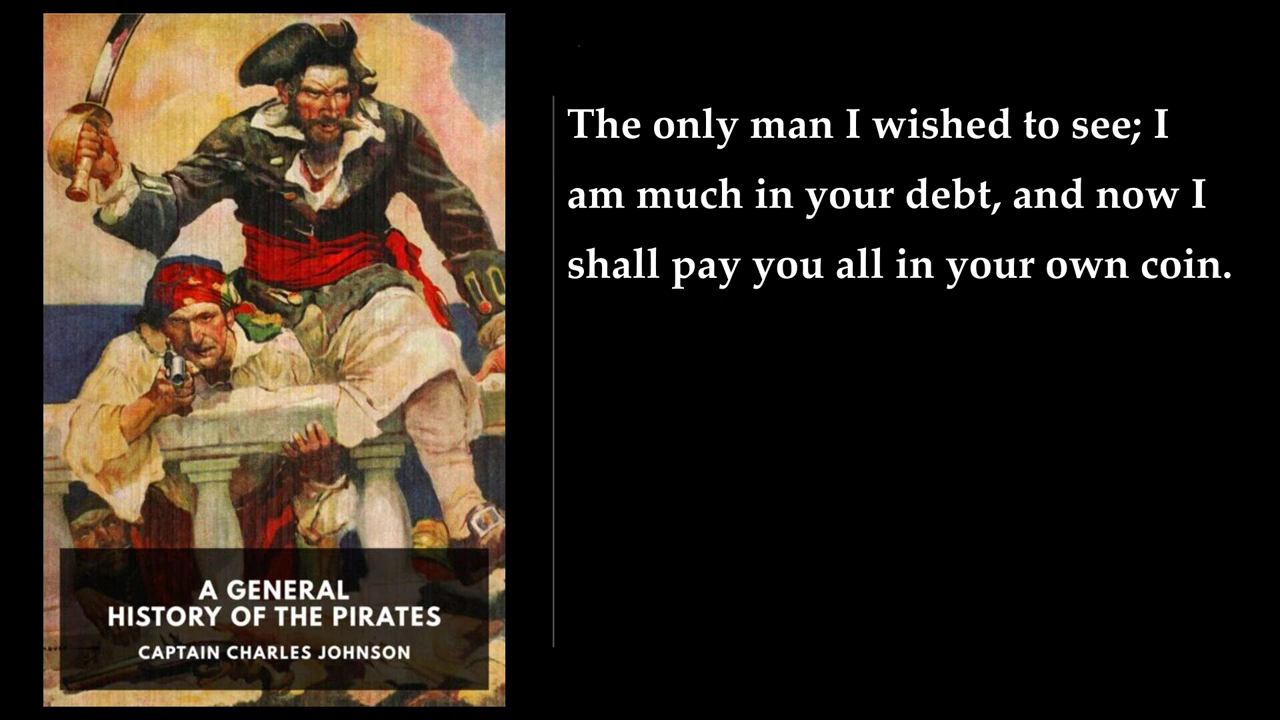 The only man I wished to see; I
am much in your debt, and now I
shall pay you all in your own coin.
A GENERAL
HISTORY OF THE PIRATES
CAPTAIN CHARLES JOHNSON